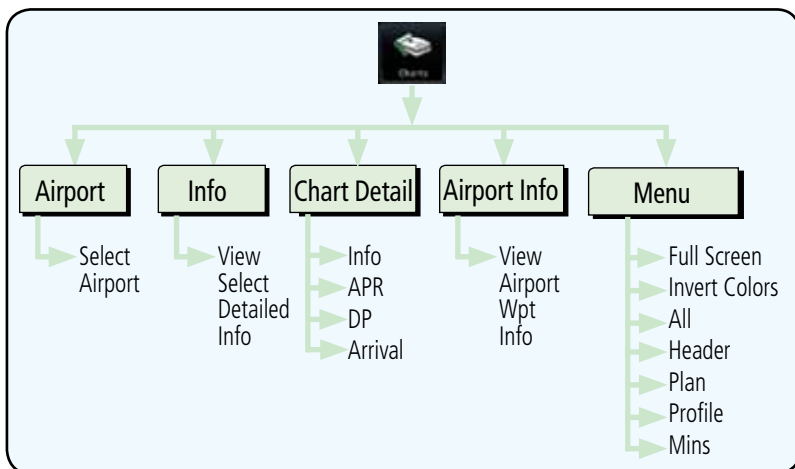 Charts
Airport
Info
Chart Detail
Airport Info
Menu
Select
Airport
View
Select
Detailed
Info
Info
APR
DP
Arrival
View
Airport
Wpt
Info
Full Screen
Invert Colors
All
Header
Plan
Profile
Mins